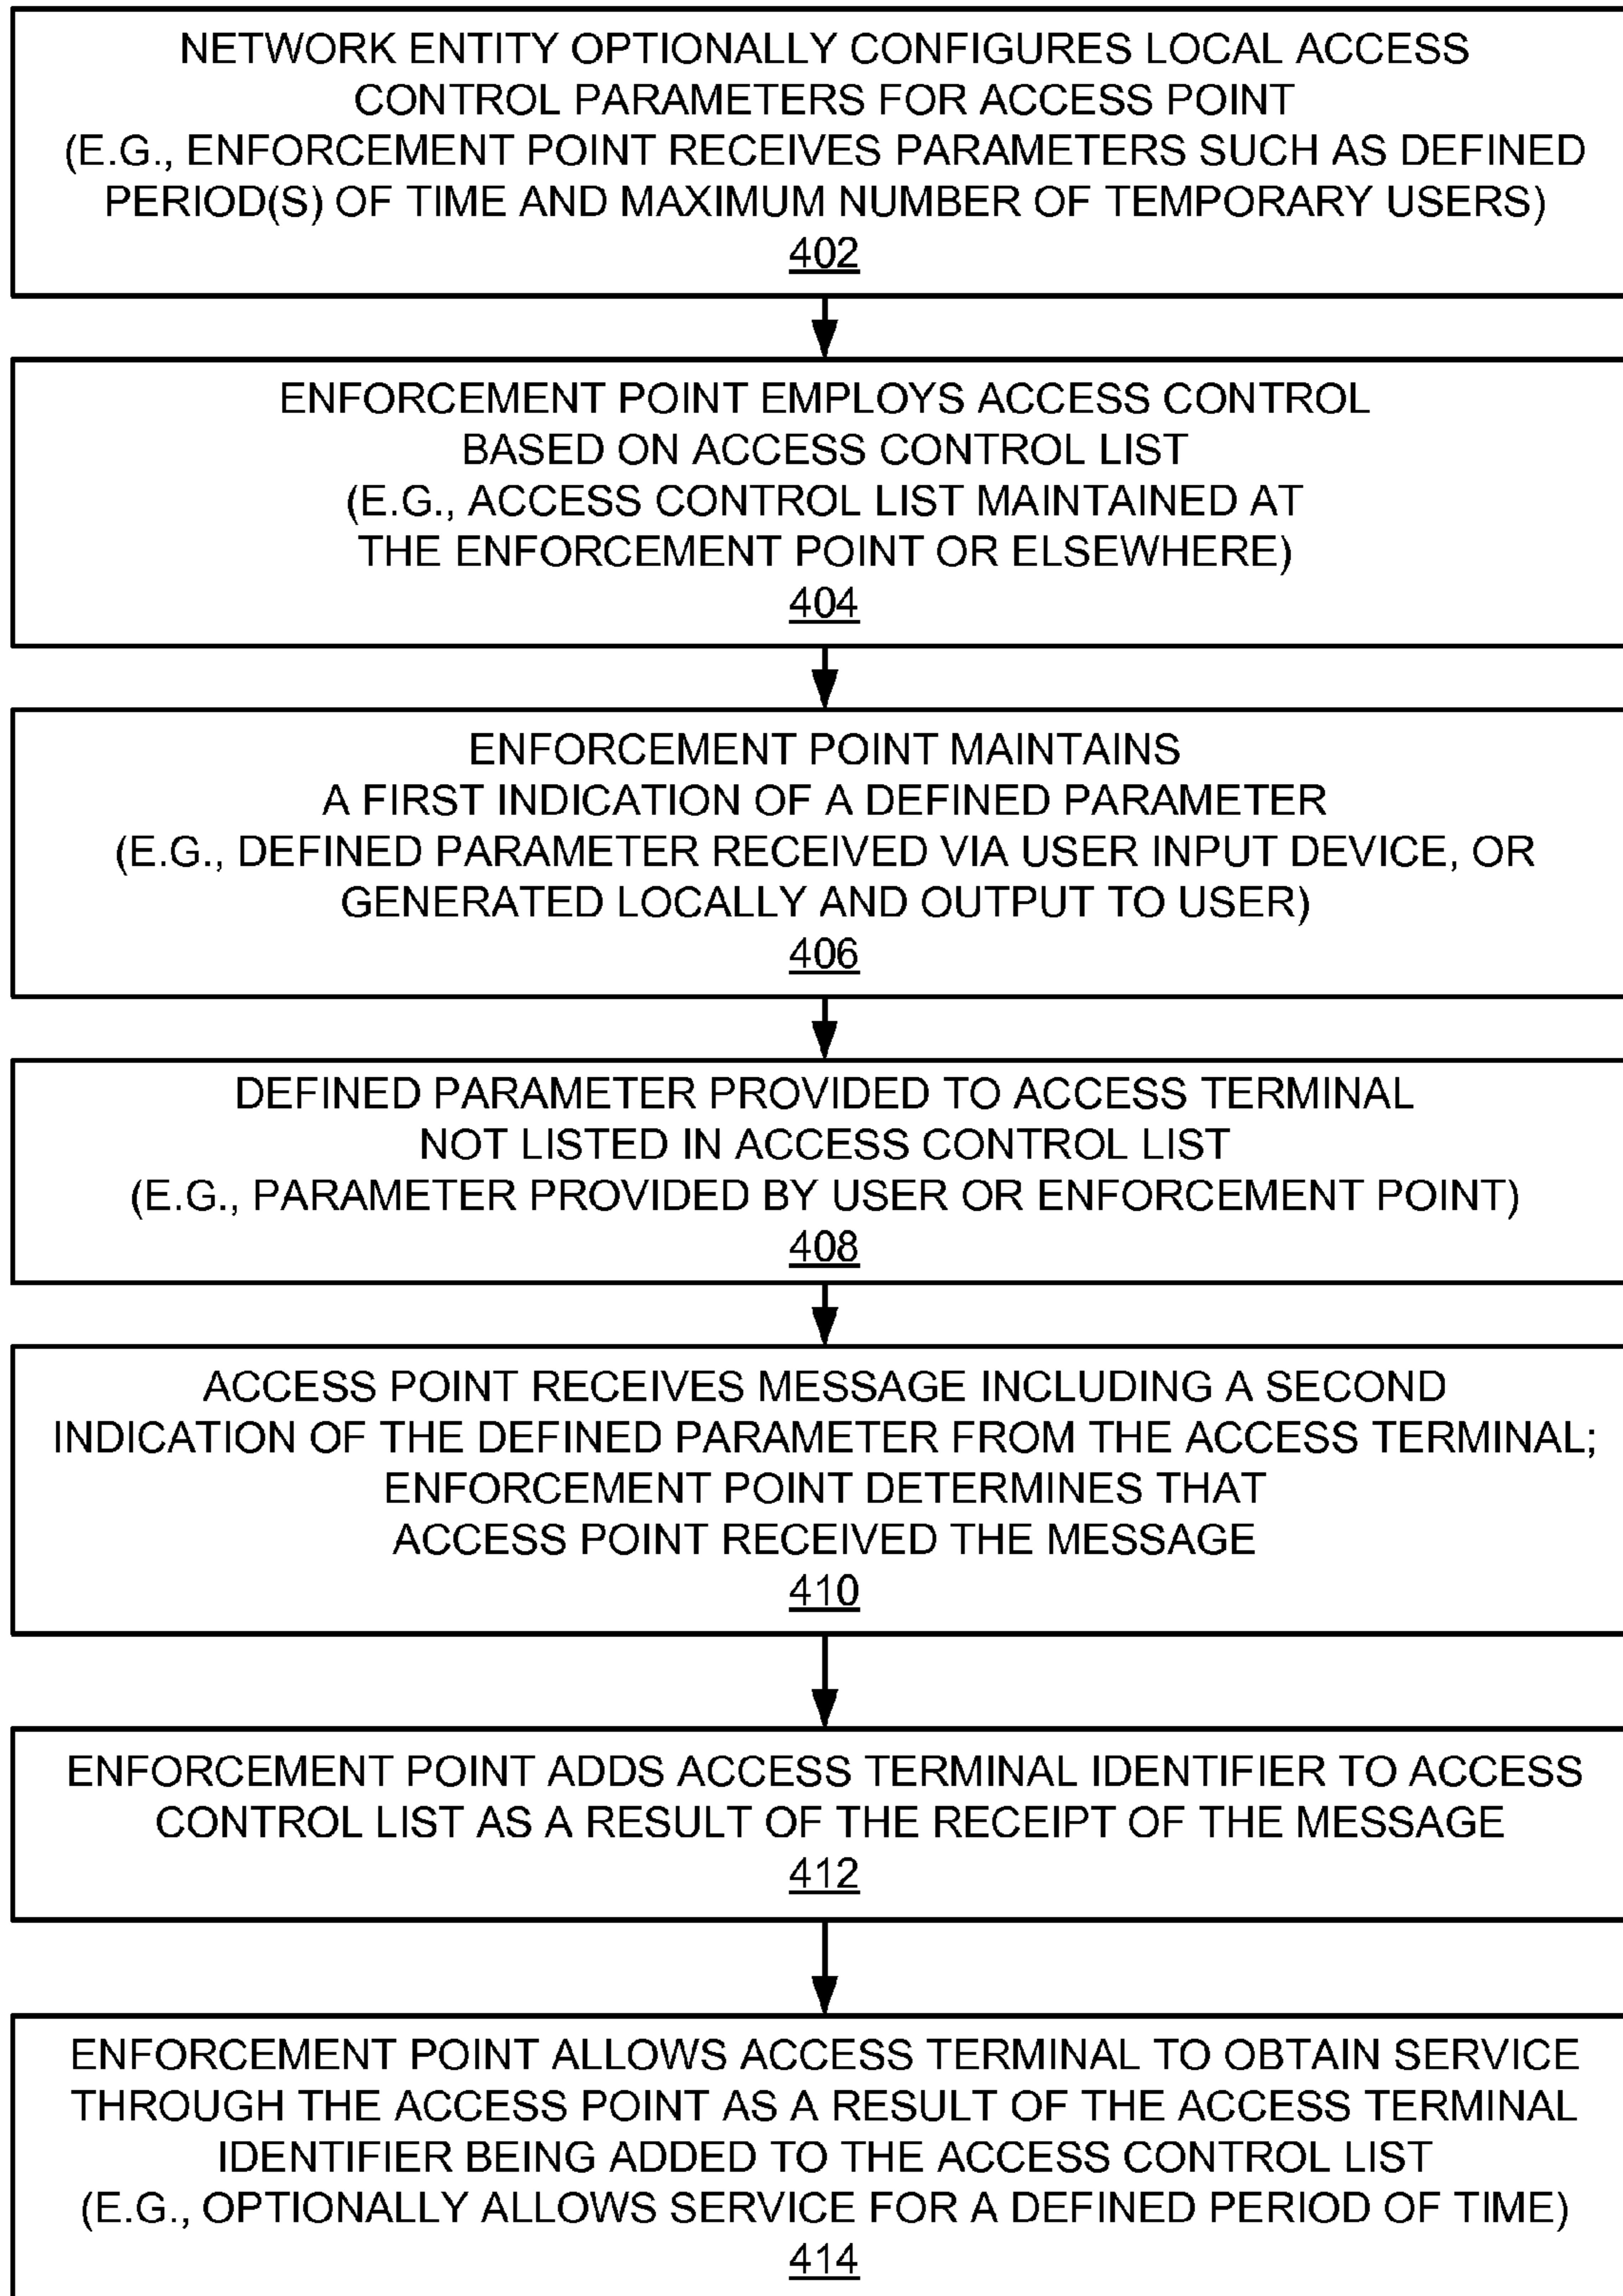 NETWORK ENTITY OPTIONALLY CONFIGURES LOCAL ACCESS
CONTROL PARAMETERS FOR ACCESS POINT
(E.G., ENFORCEMENT POINT RECEIVES PARAMETERS SUCH AS DEFINED
PERIOD(S) OF TIME AND MAXIMUM NUMBER OF TEMPORARY USERS)
402
ENFORCEMENT POINT EMPLOYS ACCESS CONTROL
BASED ON ACCESS CONTROL LIST
(E.G., ACCESS CONTROL LIST MAINTAINED AT
THE ENFORCEMENT POINT OR ELSEWHERE)
404
ENFORCEMENT POINT MAINTAINS
A FIRST INDICATION OF A DEFINED PARAMETER
(E.G., DEFINED PARAMETER RECEIVED VIA USER INPUT DEVICE, OR
GENERATED LOCALLY AND OUTPUT TO USER)
406
DEFINED PARAMETER PROVIDED TO ACCESS TERMINAL
NOT LISTED IN ACCESS CONTROL LIST
(E.G., PARAMETER PROVIDED BY USER OR ENFORCEMENT POINT)
408
ACCESS POINT RECEIVES MESSAGE INCLUDING A SECOND
INDICATION OF THE DEFINED PARAMETER FROM THE ACCESS TERMINAL;
ENFORCEMENT POINT DETERMINES THAT
ACCESS POINT RECEIVED THE MESSAGE
410
ENFORCEMENT POINT ADDS ACCESS TERMINAL IDENTIFIER TO ACCESS
CONTROL LIST AS A RESULT OF THE RECEIPT OF THE MESSAGE
412
ENFORCEMENT POINT ALLOWS ACCESS TERMINAL TO OBTAIN SERVICE
THROUGH THE ACCESS POINT AS A RESULT OF THE ACCESS TERMINAL
IDENTIFIER BEING ADDED TO THE ACCESS CONTROL LIST
(E.G., OPTIONALLY ALLOWS SERVICE FOR A DEFINED PERIOD OF TIME)
414